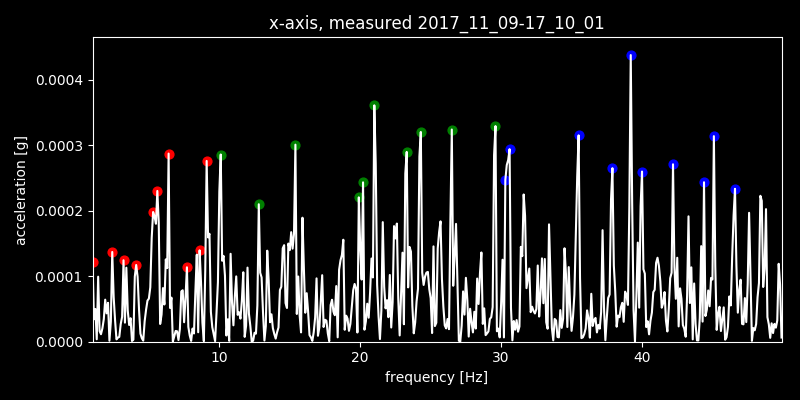 x-axis, measured 2017_11_09-17_10_01
0.0004
0.0003
0.0002
0.0001
0.0000
acceleration [g]
10 20 30 40
frequency [Hz]